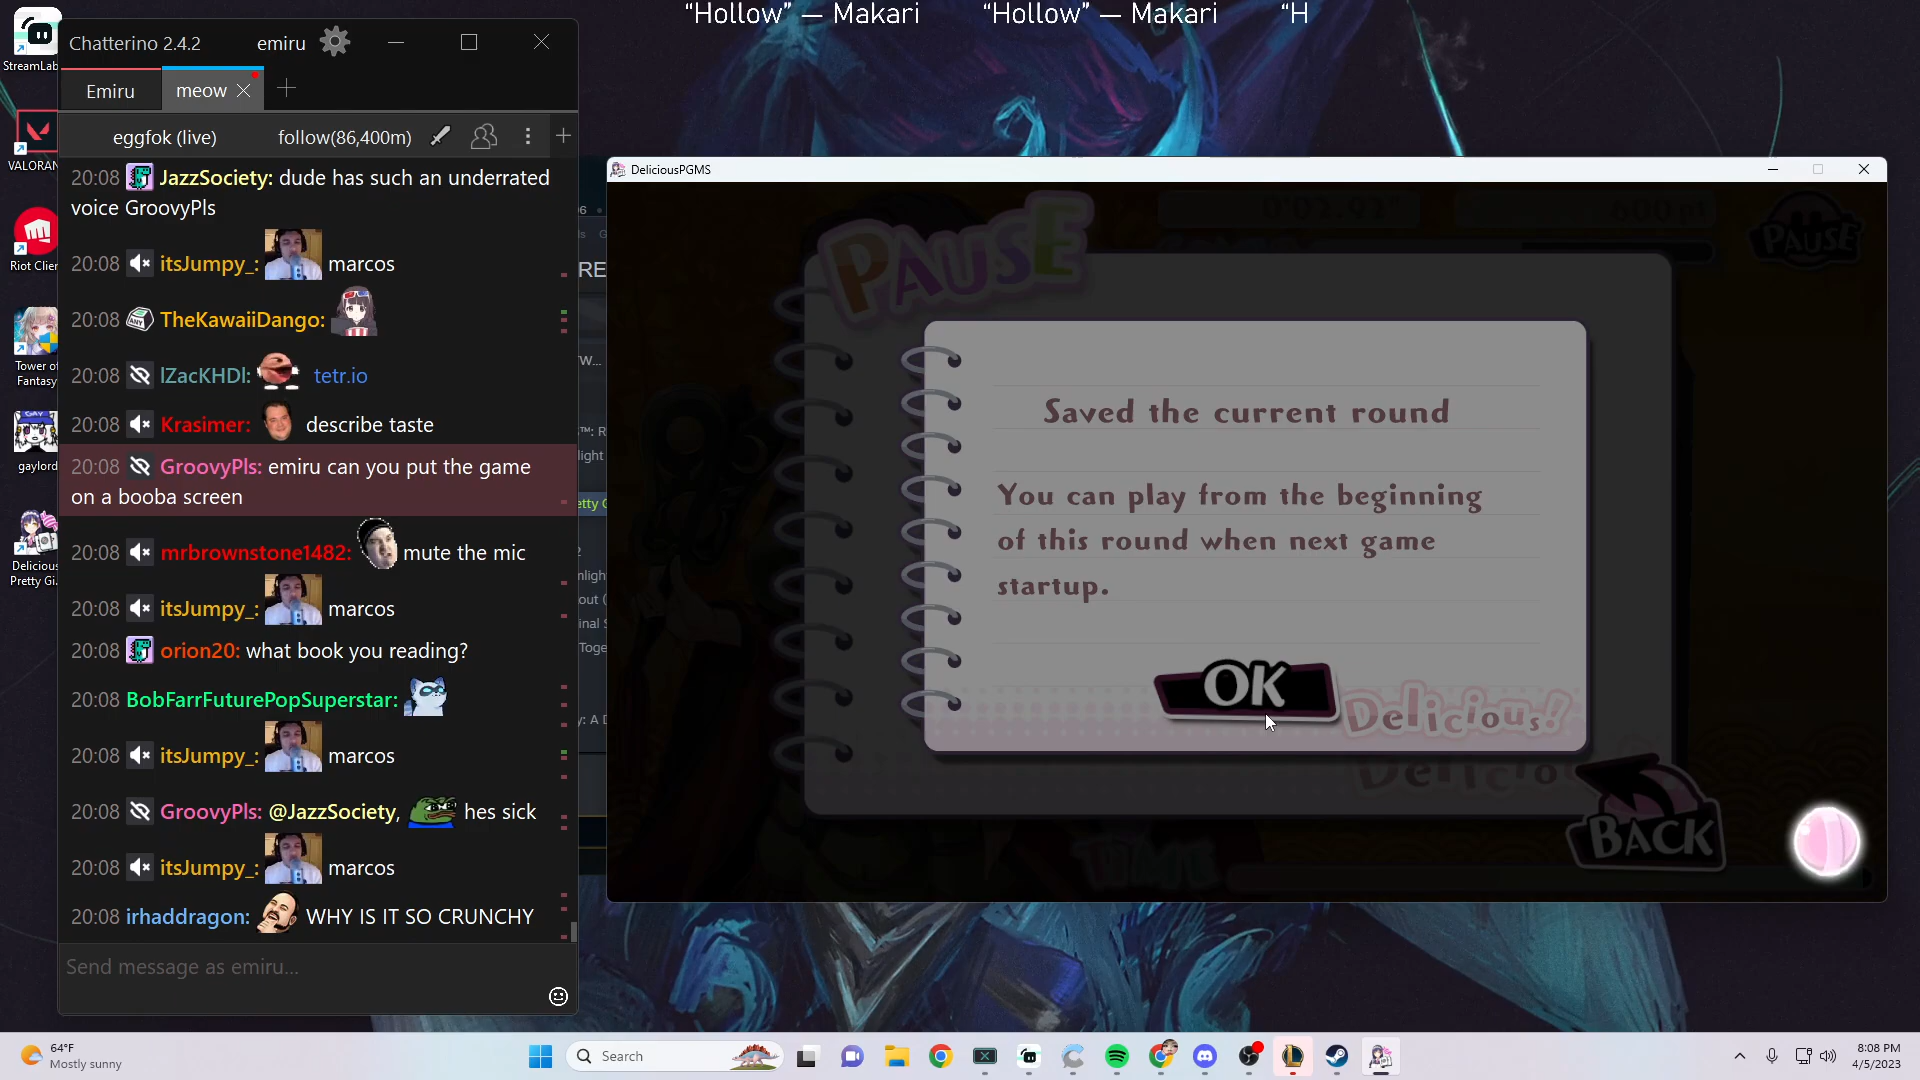 "Hollow" — Makari "Hollow" — Makari "H
StreamLab
Chatterino 2.4.2 emiru
Emiru meow
eggfok (live) follow(86,400m)
VALORAN
Riot Clien
Tower of
Fantasy
GAY
gaylord
Delicious
Pretty Gi...
20:08 JazzSociety: dude has such an underrated
voice GroovyPls
20:08 itsJumpy_: marcos
20:08 TheKawaiiDango:
20:08 lZacKHDl: tetr.io
20:08 Krasimer: describe taste
20:08 GroovyPls: emiru can you put the game
on a booba screen
20:08 mrbrownstone1482: mute the mic
20:08 itsJumpy_: marcos
20:08 orion20: what book you reading?
20:08 BobFarrFuturePopSuperstar:
20:08 itsJumpy_: marcos
20:08 GroovyPls: @JazzSociety, hes sick
20:08 itsJumpy_: marcos
20:08 irhaddragon: WHY IS IT SO CRUNCHY
Send message as emiru...
DeliciousPGMS
PAUSE
0'02.92"
PAUSE
Saved the current round
You can play from the beginning
of this round when next game
startup.
OK
Delicious!
BACK
TIME
64°F
Mostly sunny
Search
8:08 PM
4/5/2023